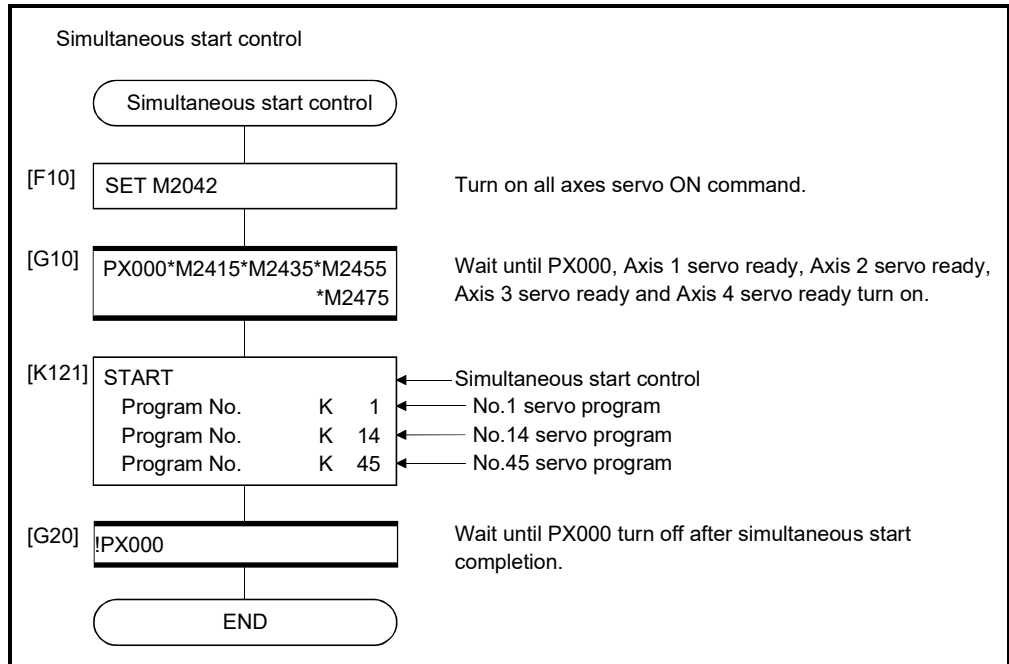 Simultaneous start control
Simultaneous start control
[F10] SET M2042 Turn on all axes servo ON command.
[G10] PX000*M2415*M2435*M2455 Wait until PX000, Axis 1 servo ready, Axis 2 servo ready,
*M2475 Axis 3 servo ready and Axis 4 servo ready turn on.
[K121] START Simultaneous start control
Program No. K 1 No.1 servo program
Program No. K 14 No.14 servo program
Program No. K 45 No.45 servo program
[G20] !PX000 Wait until PX000 turn off after simultaneous start
completion.
END